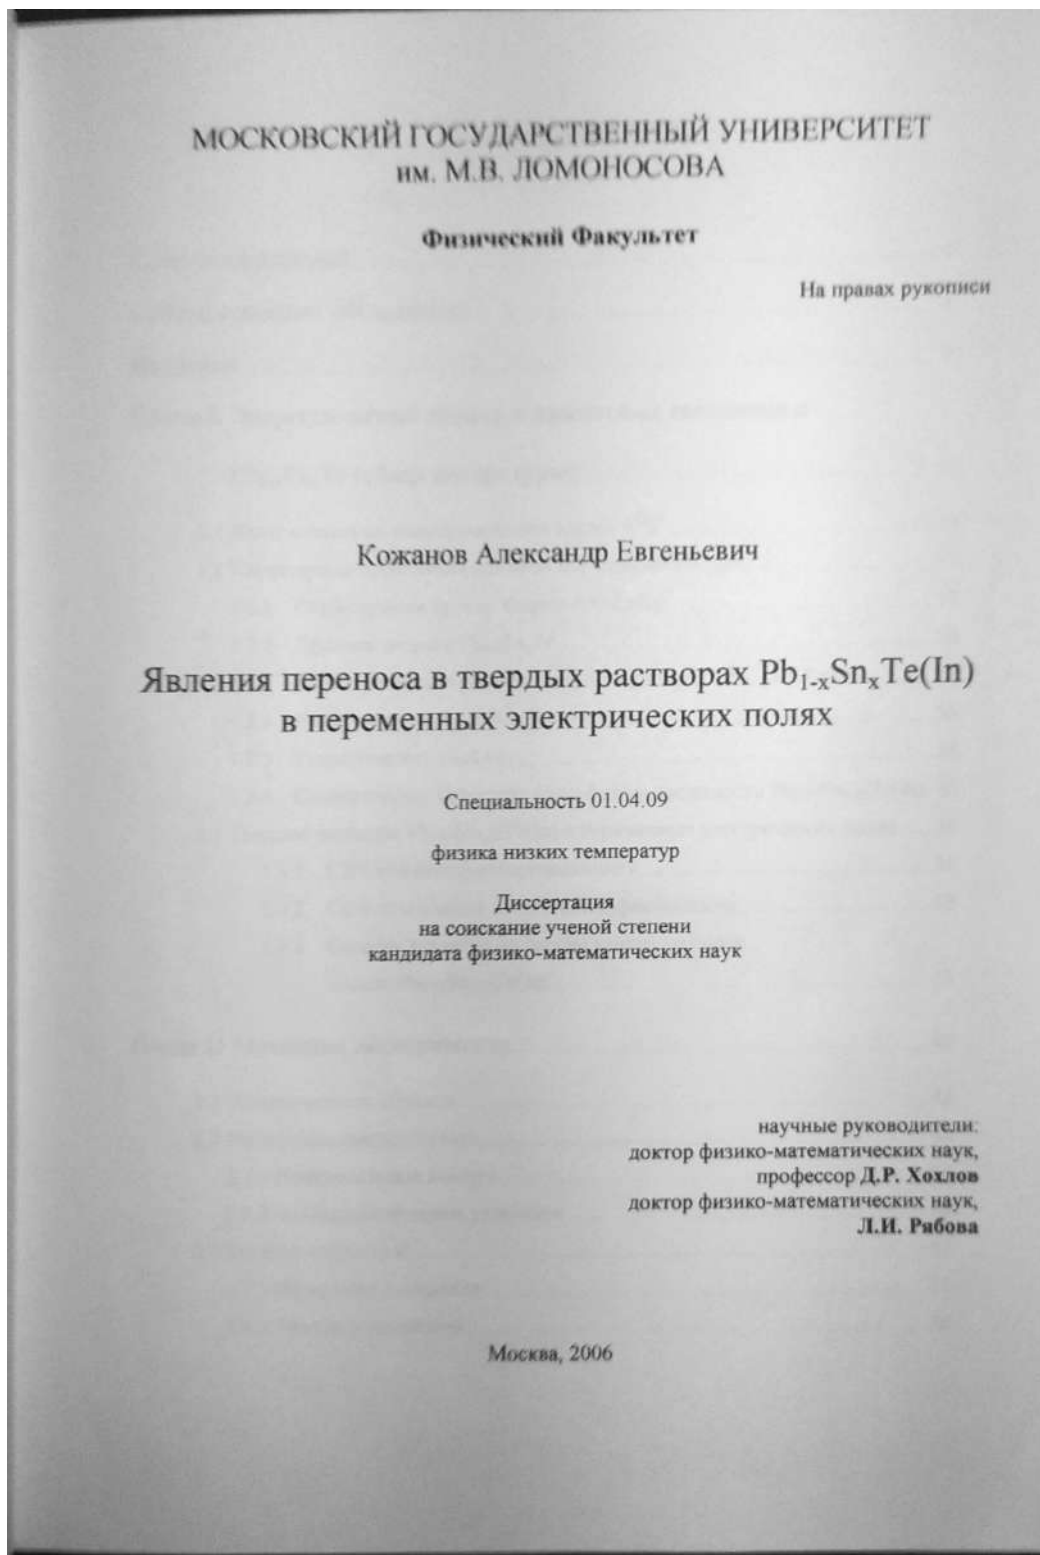 МОСКОВСКИЙ ГОСУДАРСТВЕННЫЙ УНИВЕРСИТЕТ
им. М.В. ЛОМОНОСОВА
Физический Факультет
На правах рукописи
Кожанов Александр Евгеньевич
Явления переноса в твердых растворах Pb₁₋ₓSnₓTe(In)
в переменных электрических полях
Специальность 01.04.09
физика низких температур
Диссертация
на соискание ученой степени
кандидата физико-математических наук
научные руководители:
доктор физико-математических наук,
профессор Д.Р. Хохлов
доктор физико-математических наук,
Л.И. Рябова
Москва, 2006